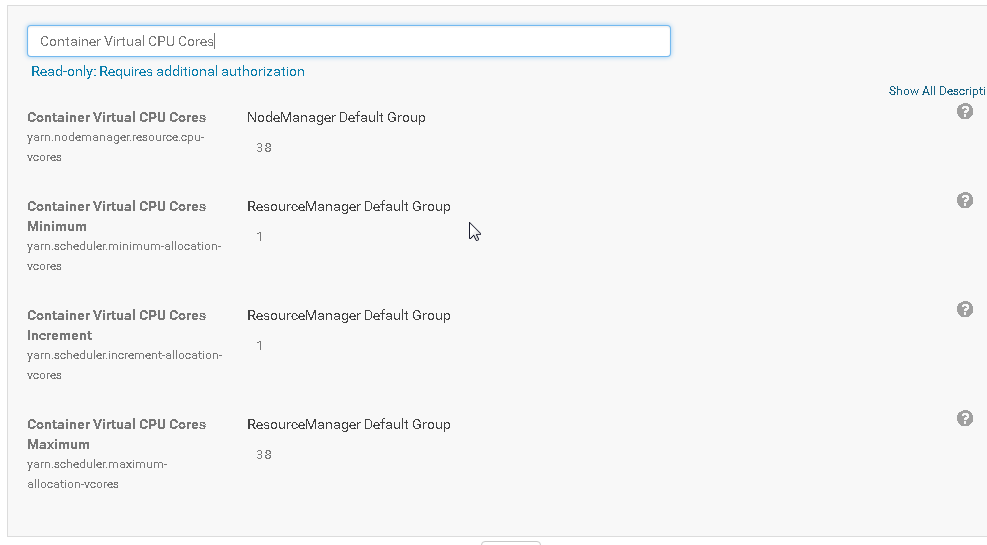 Container Virtual CPU Cores
Read-only: Requires additional authorization
Show All Descripti
Container Virtual CPU Cores
NodeManager Default Group
yarn.nodemanager.resource.cpu-
vcores
38
Container Virtual CPU Cores
Minimum
ResourceManager Default Group
yarn.scheduler.minimum-allocation-
vcores
1
Container Virtual CPU Cores
Increment
ResourceManager Default Group
yarn.scheduler.increment-allocation-
vcores
1
Container Virtual CPU Cores
Maximum
ResourceManager Default Group
yarn.scheduler.maximum-
allocation-vcores
38